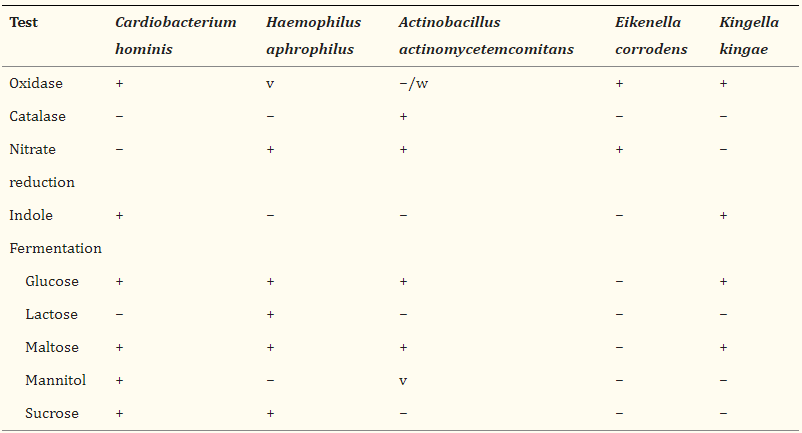 Test Cardiobacterium Haemophilus Actinobacillus Eikenella Kingella
hominis aphrophilus actinomycetemcomitans corrodens kingae
Oxidase + v −/w + +
Catalase − − + − −
Nitrate − + + + −
reduction
Indole + − − − +
Fermentation
Glucose + + + − +
Lactose − + − − −
Maltose + + + − +
Mannitol + − v − −
Sucrose + + − − −